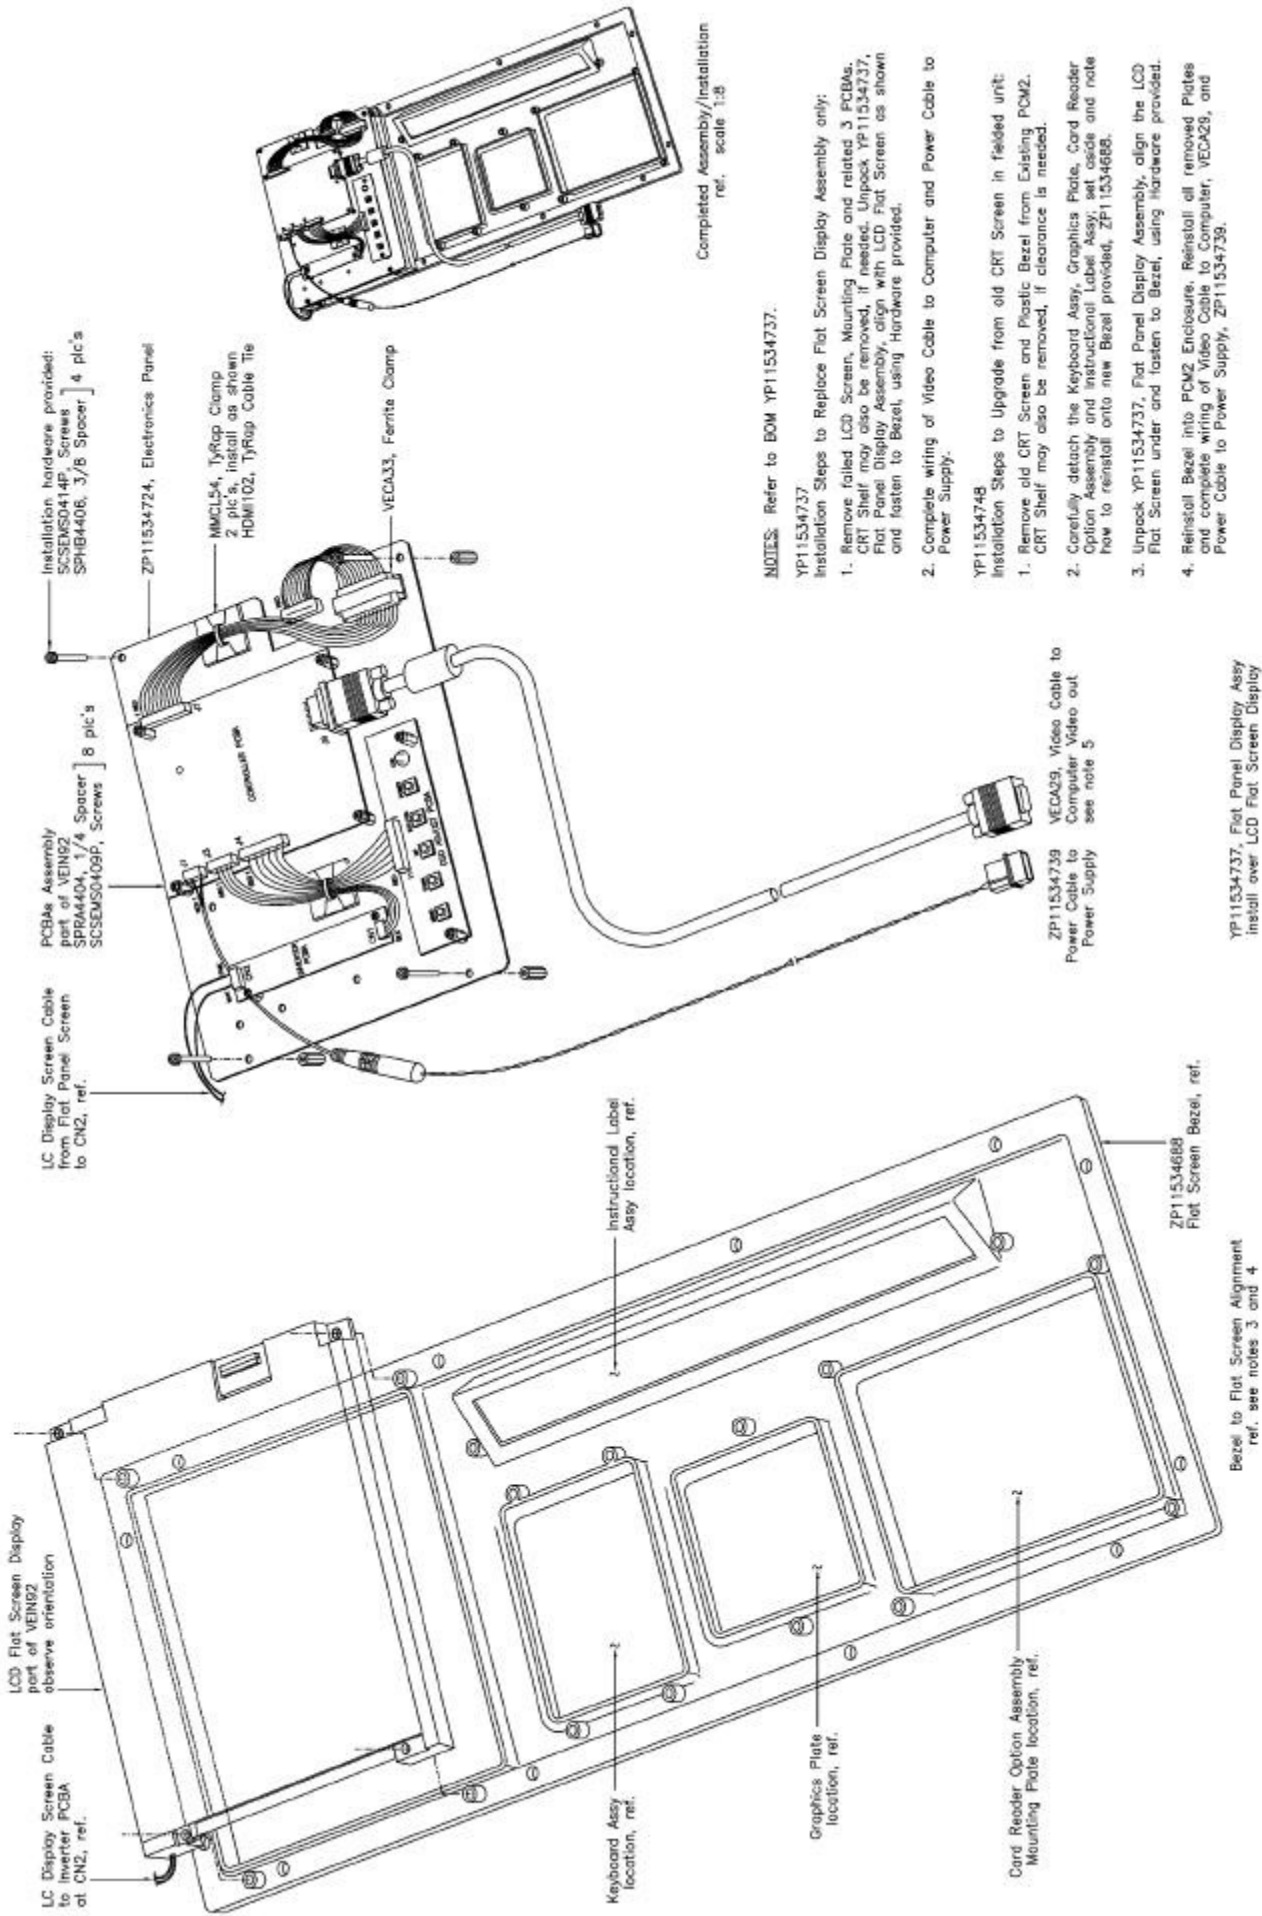 LC Display Screen Cable
to Inverter PCBA
at CN2, ref.
LCD Flat Screen Display
part of VEIN92
observe orientation
Keyboard Assy
location, ref.
Graphics Plate
location, ref.
Card Reader Option Assembly
Mounting Plate location, ref.
Instructional Label
Assy location, ref.
ZP11534688
Flat Screen Bezel, ref.
Bezel to Flat Screen Alignment
ref. see notes 3 and 4
LC Display Screen Cable
from Flat Panel Screen
to CN2, ref.
PCBAs Assembly
part of VEIN92
SPRA4404, 1/4 Spacer
SCSEMS0409P, Screws ] 8 plc's
Installation hardware provided:
SCSEMS0414P, Screws
SPHB4406, 3/8 Spacer ] 4 plc's
ZP11534724, Electronics Panel
MMCL54, TyRap Clamp
2 plc's, install as shown
HDMI102, TyRap Cable Tie
VECA33, Ferrite Clamp
CONTROLLER PCBA
J3
J4
CN2
CN1
ZP11534739
Power Cable to
Power Supply
VECA29, Video Cable to
Computer Video out
see note 5
YP11534737, Flat Panel Display Assy
install over LCD Flat Screen Display
Completed Assembly/Installation
ref. scale 1:8
NOTES: Refer to BOM YP11534737.
YP11534737
Installation Steps to Replace Flat Screen Display Assembly only:
1. Remove failed LCD Screen, Mounting Plate and related 3 PCBAs.
CRT Shelf may also be removed, if needed. Unpack YP11534737,
Flat Panel Display Assembly, align with LCD Flat Screen as shown
and fasten to Bezel, using Hardware provided.
2. Complete wiring of Video Cable to Computer and Power Cable to
Power Supply.
YP11534748
Installation Steps to Upgrade from old CRT Screen in fielded unit:
1. Remove old CRT Screen and Plastic Bezel from Existing PCM2.
CRT Shelf may also be removed, if clearance is needed.
2. Carefully detach the Keyboard Assy, Graphics Plate, Card Reader
Option Assembly and Instructional Label Assy; set aside and note
how to reinstall onto new Bezel provided, ZP11534688.
3. Unpack YP11534737, Flat Panel Display Assembly, align the LCD
Flat Screen under and fasten to Bezel, using Hardware provided.
4. Reinstall Bezel into PCM2 Enclosure, Reinstall all removed Plates
and complete wiring of Video Cable to Computer, VECA29, and
Power Cable to Power Supply, ZP11534739.